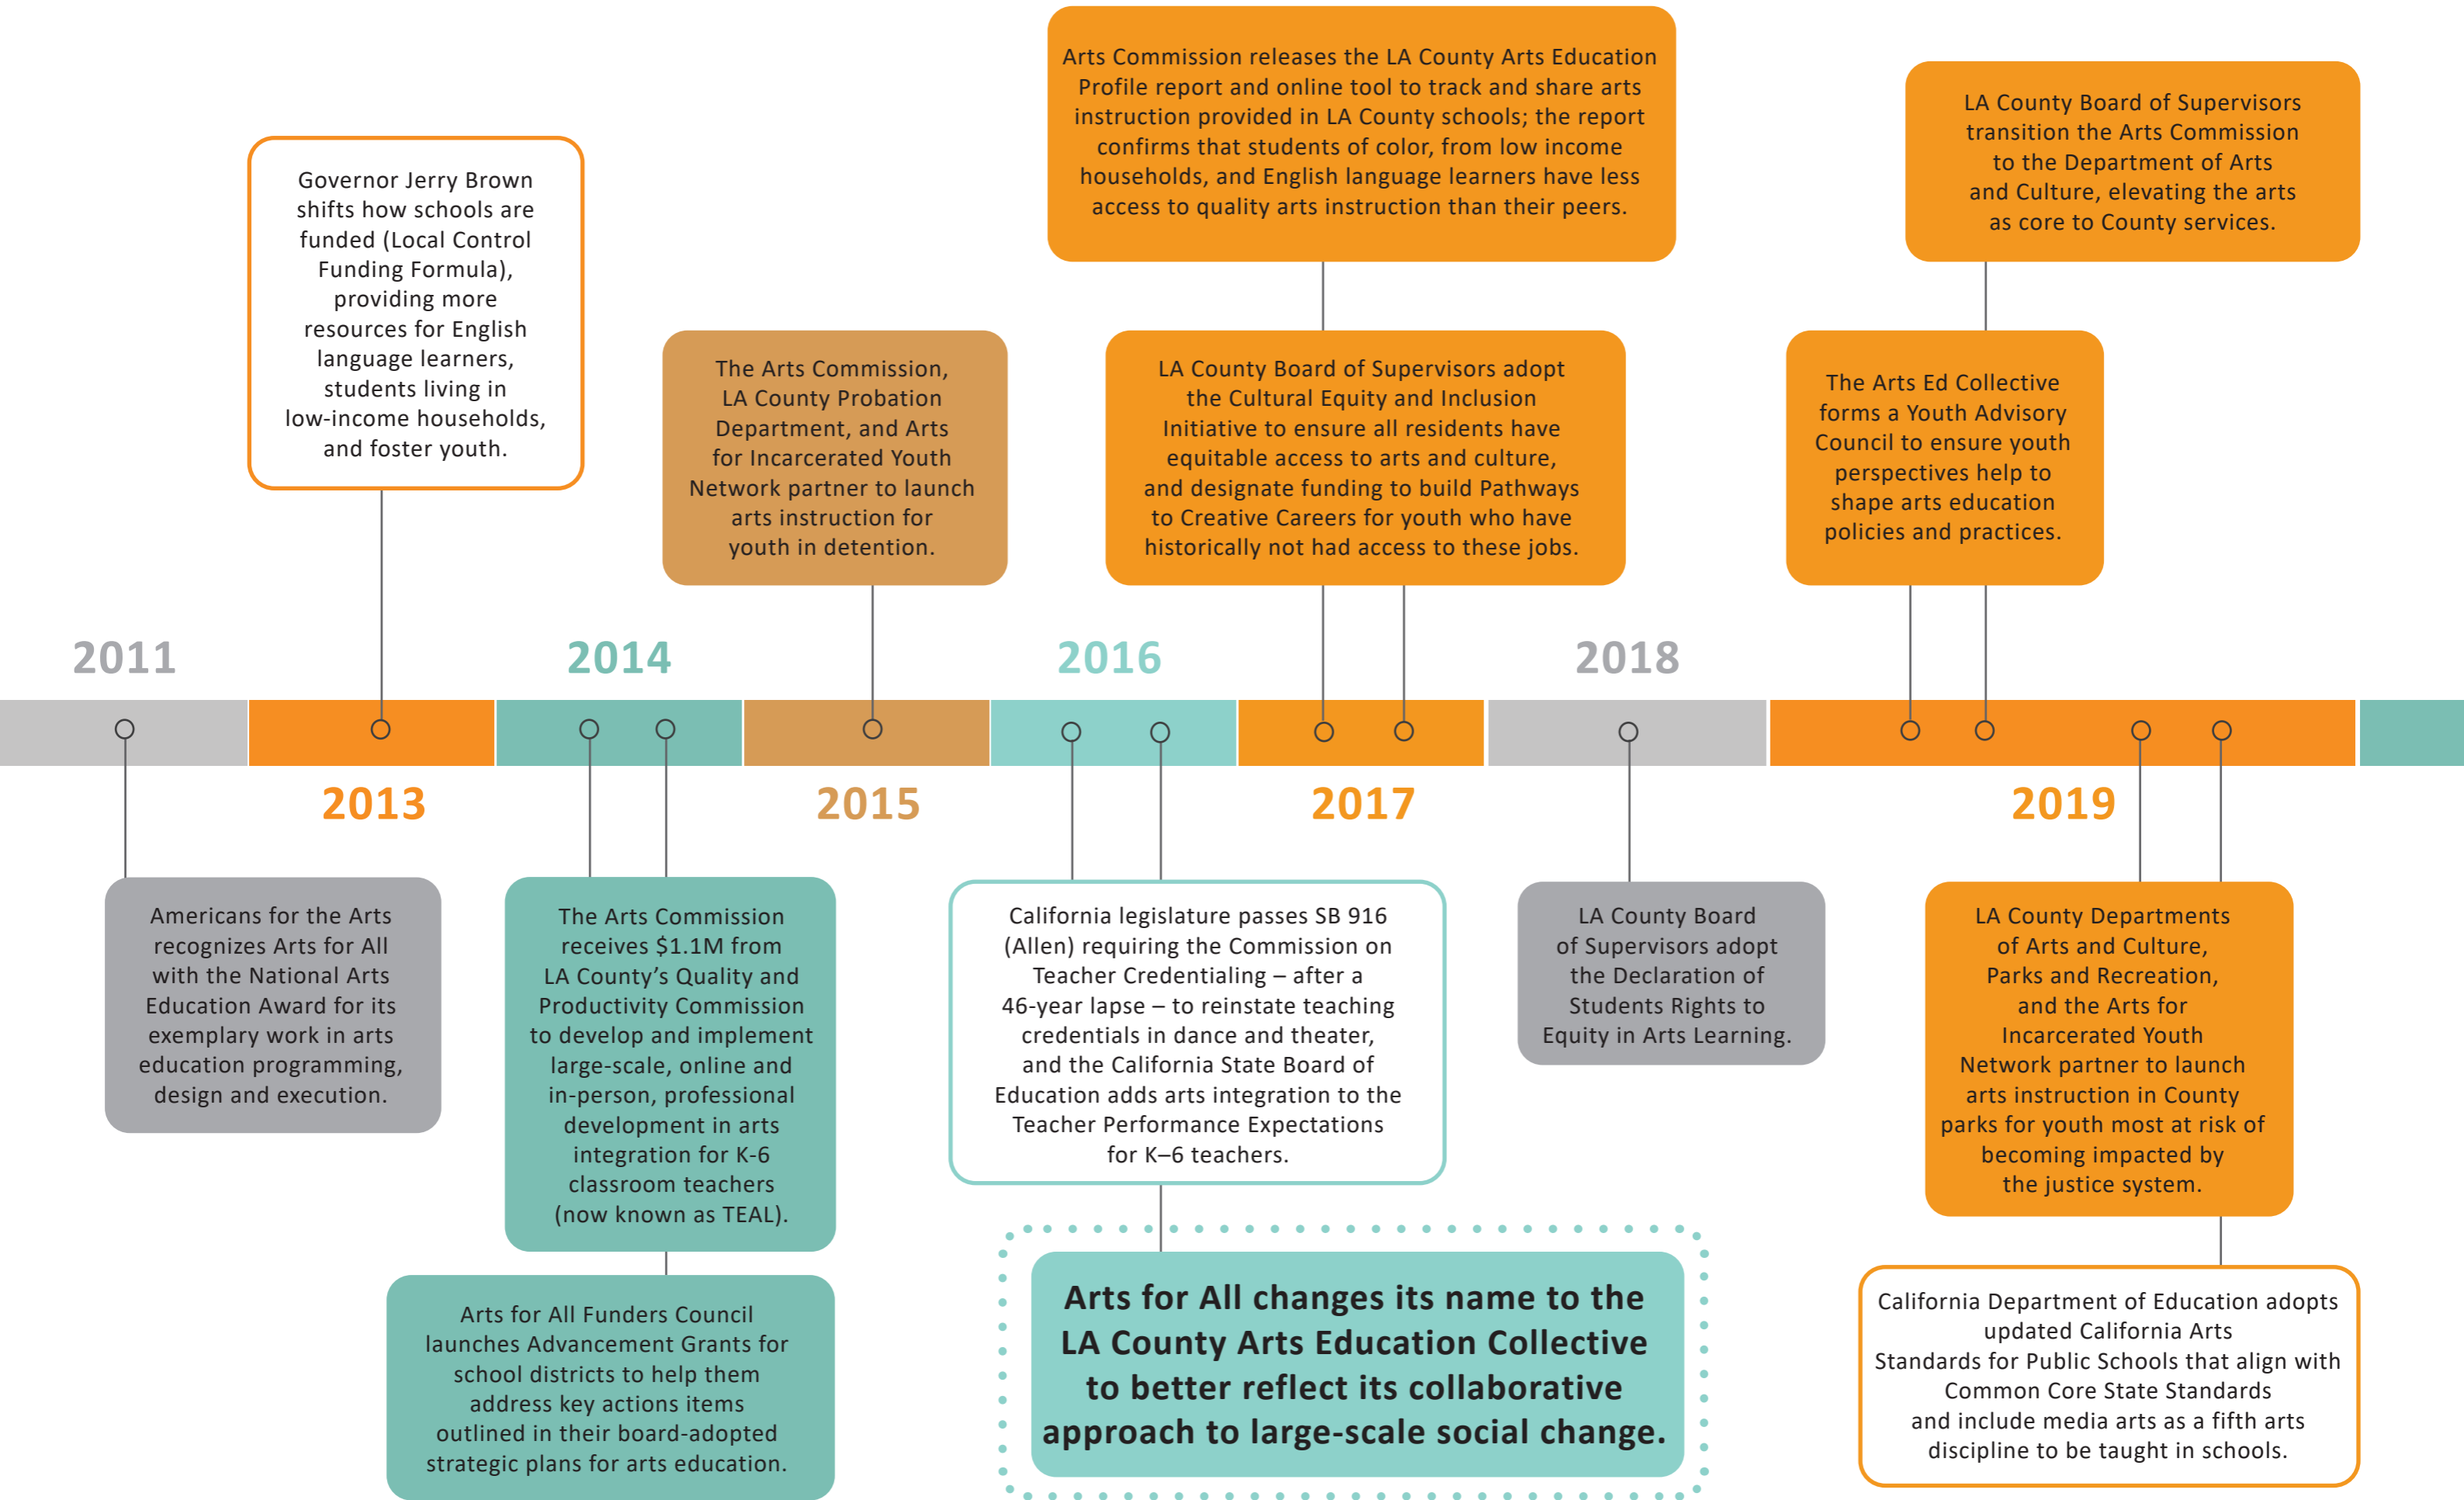 Arts Commission releases the LA County Arts Education
Profile report and online tool to track and share arts
instruction provided in LA County schools; the report
confirms that students of color, from low income
households, and English language learners have less
access to quality arts instruction than their peers.
LA County Board of Supervisors
transition the Arts Commission
to the Department of Arts
and Culture, elevating the arts
as core to County services.
Governor Jerry Brown
shifts how schools are
funded (Local Control
Funding Formula),
providing more
resources for English
language learners,
students living in
low-income households,
and foster youth.
The Arts Commission,
LA County Probation
Department, and Arts
for Incarcerated Youth
Network partner to launch
arts instruction for
youth in detention.
LA County Board of Supervisors adopt
the Cultural Equity and Inclusion
Initiative to ensure all residents have
equitable access to arts and culture,
and designate funding to build Pathways
to Creative Careers for youth who have
historically not had access to these jobs.
The Arts Ed Collective
forms a Youth Advisory
Council to ensure youth
perspectives help to
shape arts education
policies and practices.
2011
2014
2016
2018
2013
2015
2017
2019
Americans for the Arts
recognizes Arts for All
with the National Arts
Education Award for its
exemplary work in arts
education programming,
design and execution.
The Arts Commission
receives $1.1M from
LA County’s Quality and
Productivity Commission
to develop and implement
large-scale, online and
in-person, professional
development in arts
integration for K-6
classroom teachers
(now known as TEAL).
California legislature passes SB 916
(Allen) requiring the Commission on
Teacher Credentialing – after a
46-year lapse – to reinstate teaching
credentials in dance and theater,
and the California State Board of
Education adds arts integration to the
Teacher Performance Expectations
for K–6 teachers.
LA County Board
of Supervisors adopt
the Declaration of
Students Rights to
Equity in Arts Learning.
LA County Departments
of Arts and Culture,
Parks and Recreation,
and the Arts for
Incarcerated Youth
Network partner to launch
arts instruction in County
parks for youth most at risk of
becoming impacted by
the justice system.
Arts for All Funders Council
launches Advancement Grants for
school districts to help them
address key actions items
outlined in their board-adopted
strategic plans for arts education.
Arts for All changes its name to the
LA County Arts Education Collective
to better reflect its collaborative
approach to large-scale social change.
California Department of Education adopts
updated California Arts
Standards for Public Schools that align with
Common Core State Standards
and include media arts as a fifth arts
discipline to be taught in schools.